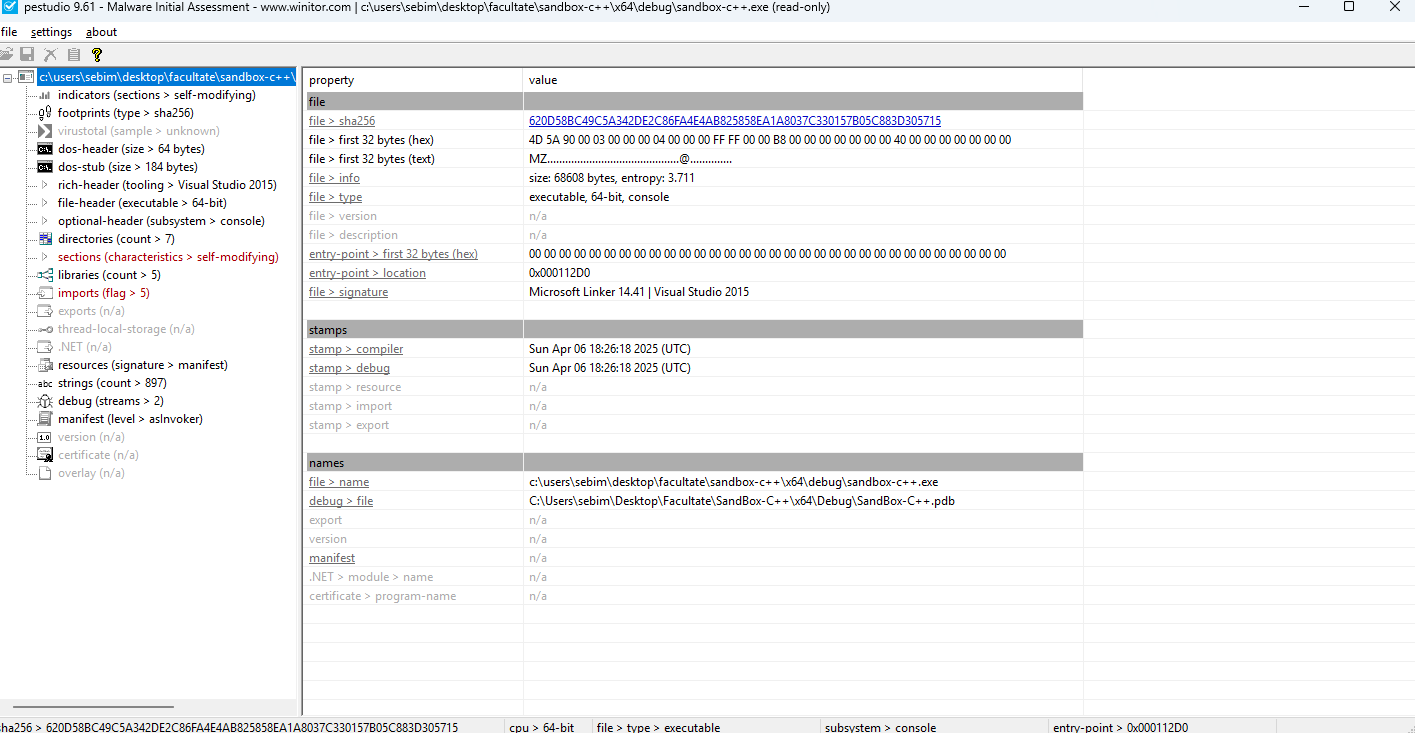 pestudio 9.61 - Malware Initial Assessment - www.winitor.com | c:\users\sebim\desktop\facultate\sandbox-c++\x64\debug\sandbox-c++.exe (read-only)
file settings about
c:\users\sebim\desktop\facultate\sandbox-c++\
indicators (sections > self-modifying)
footprints (type > sha256)
virustotal (sample > unknown)
dos-header (size > 64 bytes)
dos-stub (size > 184 bytes)
rich-header (tooling > Visual Studio 2015)
file-header (executable > 64-bit)
optional-header (subsystem > console)
directories (count > 7)
sections (characteristics > self-modifying)
libraries (count > 5)
imports (flag > 5)
exports (n/a)
thread-local-storage (n/a)
.NET (n/a)
resources (signature > manifest)
abc strings (count > 897)
debug (streams > 2)
manifest (level > asInvoker)
1.0 version (n/a)
certificate (n/a)
overlay (n/a)
property value
file
file > sha256 620D58BC49C5A342DE2C86FA4E4AB825858EA1A8037C330157B05C883D305715
file > first 32 bytes (hex) 4D 5A 90 00 03 00 00 00 04 00 00 00 FF FF 00 00 B8 00 00 00 00 00 00 00 40 00 00 00 00 00 00 00
file > first 32 bytes (text) MZ............................................@..............
file > info size: 68608 bytes, entropy: 3.711
file > type executable, 64-bit, console
file > version n/a
file > description n/a
entry-point > first 32 bytes (hex) 00 00 00 00 00 00 00 00 00 00 00 00 00 00 00 00 00 00 00 00 00 00 00 00 00 00 00 00 00 00 00 00
entry-point > location 0x000112D0
file > signature Microsoft Linker 14.41 | Visual Studio 2015
stamps
stamp > compiler Sun Apr 06 18:26:18 2025 (UTC)
stamp > debug Sun Apr 06 18:26:18 2025 (UTC)
stamp > resource n/a
stamp > import n/a
stamp > export n/a
names
file > name c:\users\sebim\desktop\facultate\sandbox-c++\x64\debug\sandbox-c++.exe
debug > file C:\Users\sebim\Desktop\Facultate\SandBox-C++\x64\Debug\SandBox-C++.pdb
export n/a
version n/a
manifest n/a
.NET > module > name n/a
certificate > program-name n/a
sha256 > 620D58BC49C5A342DE2C86FA4E4AB825858EA1A8037C330157B05C883D305715 cpu > 64-bit file > type > executable subsystem > console entry-point > 0x000112D0